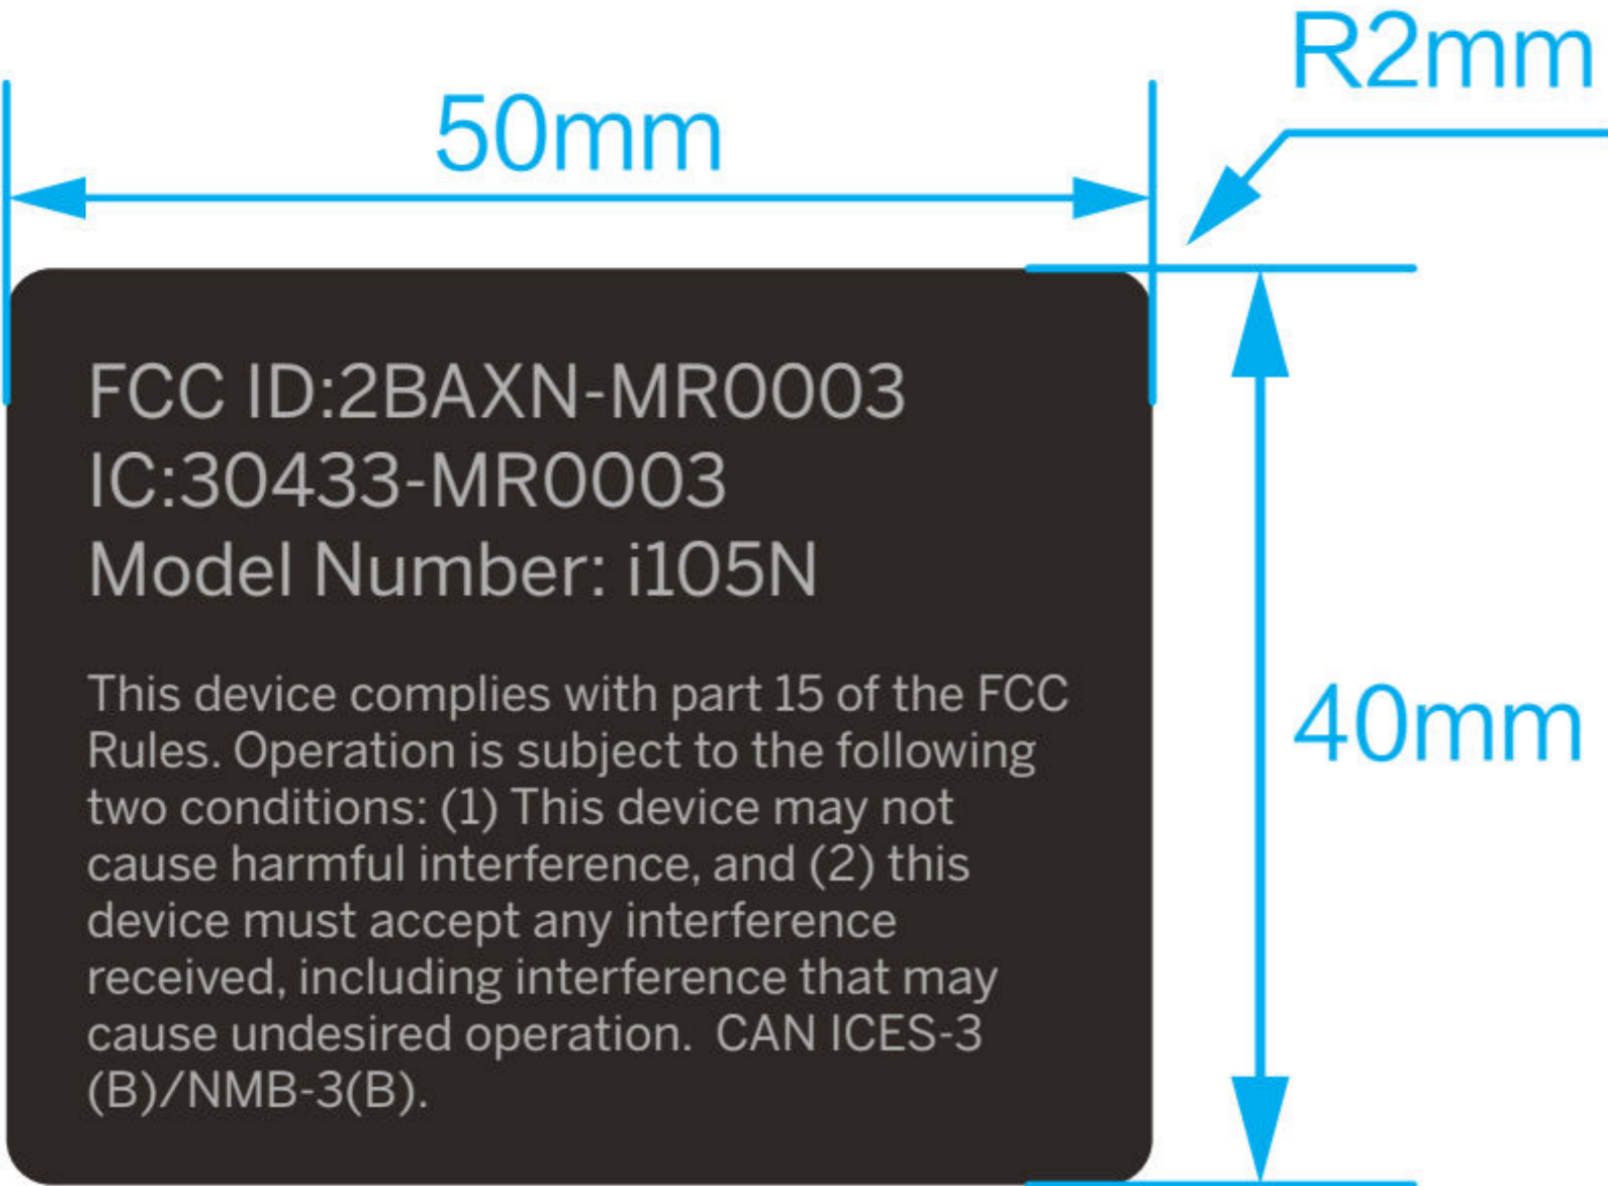 R2mm
50mm
FCC ID:2BAXN-MR0003
IC:30433-MR0003
Model Number: i105N
This device complies with part 15 of the FCC
Rules. Operation is subject to the following
two conditions: (1) This device may not
cause harmful interference, and (2) this
device must accept any interference
received, including interference that may
cause undesired operation.  CAN ICES-3
(B)/NMB-3(B).
40mm